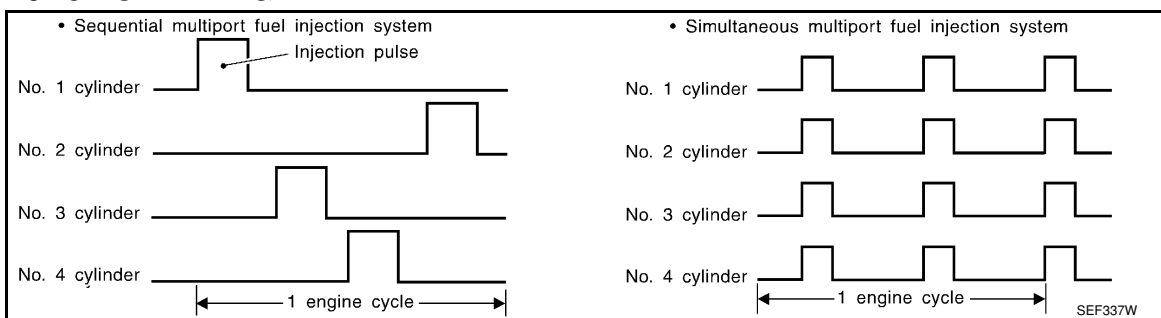 • Sequential multiport fuel injection system
Injection pulse
No. 1 cylinder
No. 2 cylinder
No. 3 cylinder
No. 4 cylinder
1 engine cycle
• Simultaneous multiport fuel injection system
No. 1 cylinder
No. 2 cylinder
No. 3 cylinder
No. 4 cylinder
1 engine cycle
SEF337W